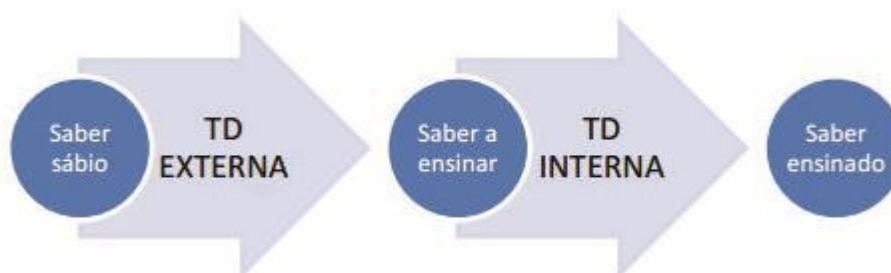 Saber
sábio
TD
EXTERNA
Saber a
ensinar
TD
INTERNA
Saber
ensinado